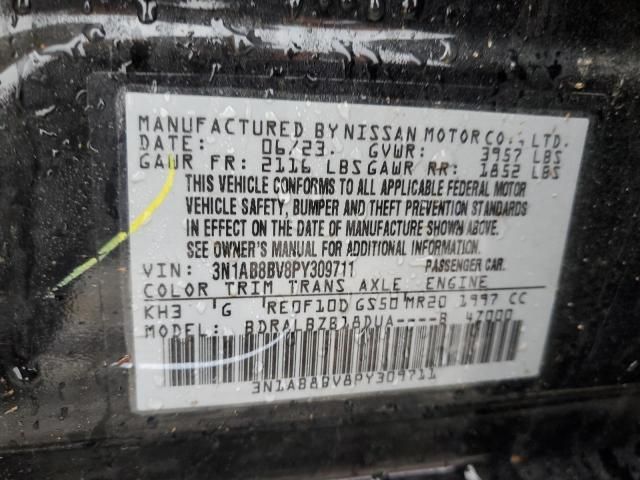 MANUFACTURED BY NISSAN MOTOR CO., LTD.
DATE: 06/23. GVWR: 3957 LBS
GAWR FR: 2116 LBS GAWR RR: 1852 LBS
THIS VEHICLE CONFORMS TO ALL APPLICABLE FEDERAL MOTOR
VEHICLE SAFETY, BUMPER AND THEFT PREVENTION STANDARDS
IN EFFECT ON THE DATE OF MANUFACTURE SHOWN ABOVE.
SEE OWNER'S MANUAL FOR ADDITIONAL INFORMATION.
VIN: 3N1AB8BV8PY309711 PASSENGER CAR.
COLOR TRIM TRANS AXLE ENGINE
KH3 G RE0F10D GS50 MR20 1997 CC
MODEL: BDRALBZB18DUA----B 4Z000
3N1AB8BV8PY309711